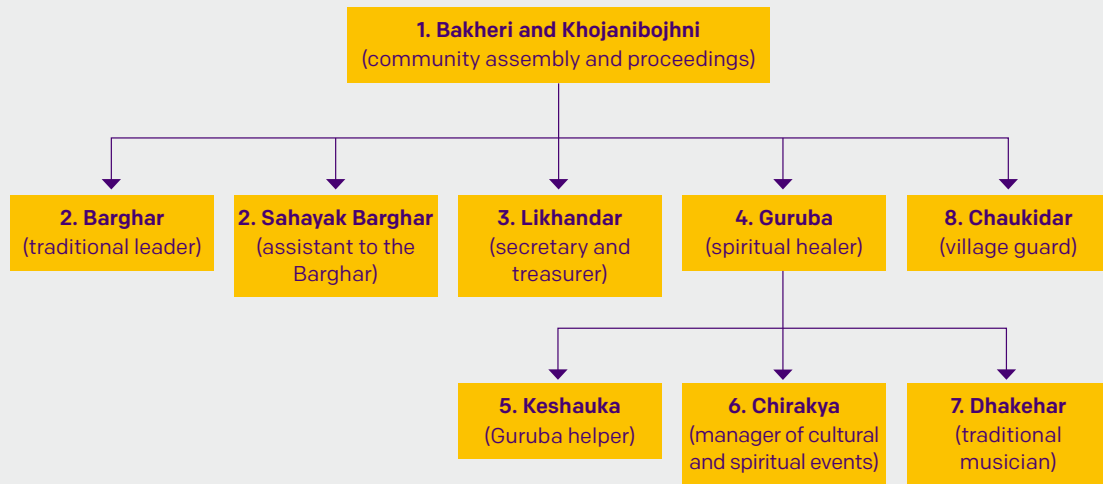 1. Bakheri and Khojanibojhni
(community assembly and proceedings)
2. Barghar
(traditional leader)
2. Sahayak Barghar
(assistant to the
Barghar)
3. Likhandar
(secretary and
treasurer)
4. Guruba
(spiritual healer)
8. Chaukidar
(village guard)
5. Keshauka
(Guruba helper)
6. Chirakya
(manager of cultural
and spiritual events)
7. Dhakehar
(traditional
musician)